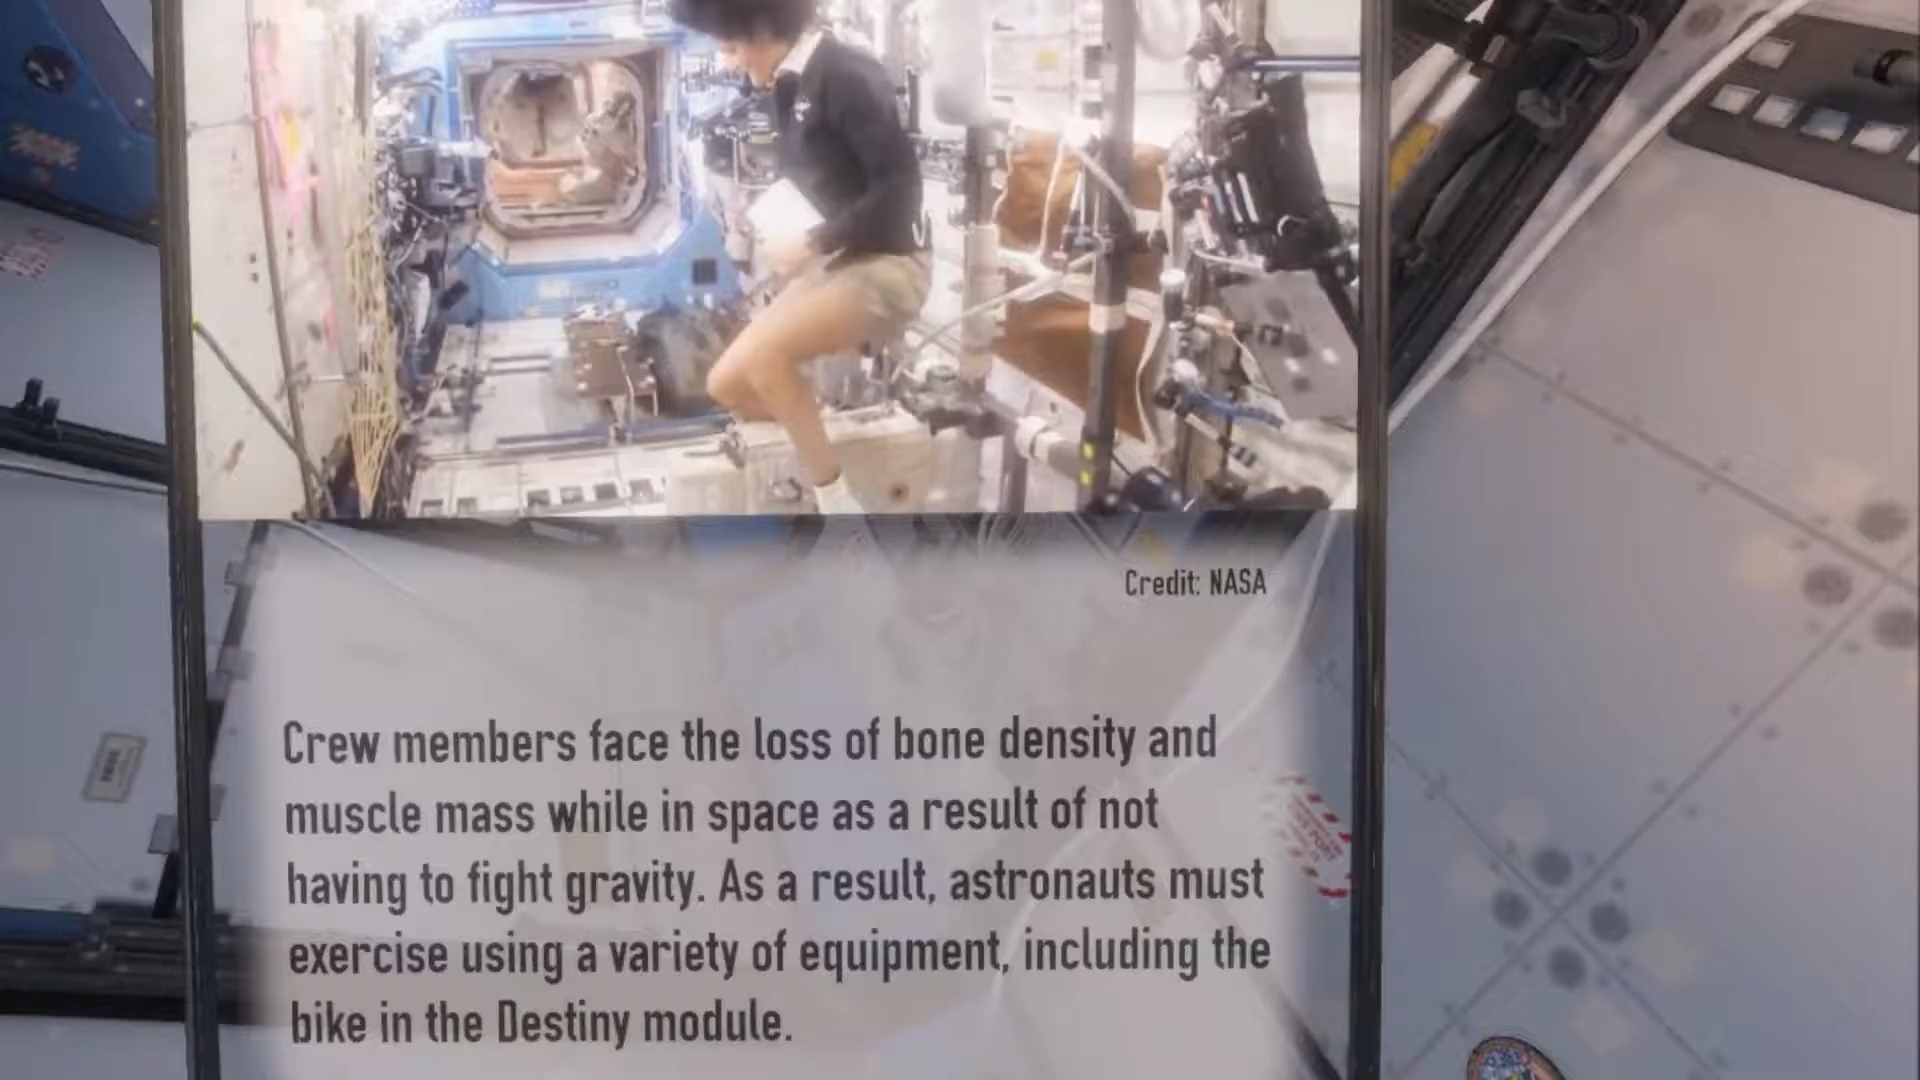 Credit: NASA
Crew members face the loss of bone density and
muscle mass while in space as a result of not
having to fight gravity. As a result, astronauts must
exercise using a variety of equipment, including the
bike in the Destiny module.